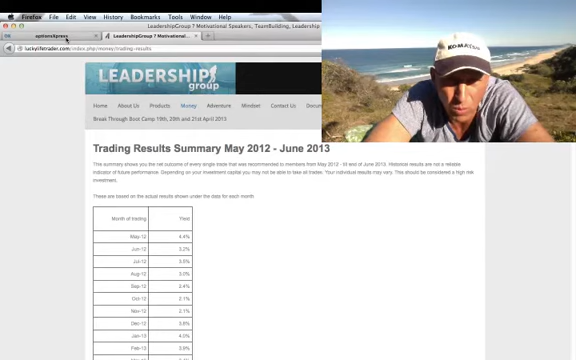 Firefox File Edit View History Bookmarks Tools Window Help
LeadershipGroup ? Motivational Speakers, TeamBuilding, Leadership
optionsXpress
LeadershipGroup ? Motivational...
luckylifetrader.com/index.php/money/trading-results
LEADERSHIP
group
Home About Us Products Money Adventure Mindset Contact Us
Break Through Boot Camp 19th, 20th and 21st April 2013
KOMATSU
Trading Results Summary May 2012 - June 2013
This summary shows you the net outcome of every single trade that was recommended to members from May 2012 - til end of June 2013. Historical results are not a reliable
indicator of future performance. Depending on your investment capital you may not be able to take all trades. Your individual results may vary. This should be considered a high risk
investment.
These are based on the actual results shown under the data for each month
Month of trading Yield
May-12 4.4%
Jun-12 3.2%
Jul-12 3.5%
Aug-12 3.0%
Sep-12 2.4%
Oct-12 2.1%
Nov-12 2.1%
Dec-12 3.8%
Jan-13 4.0%
Feb-13 3.9%